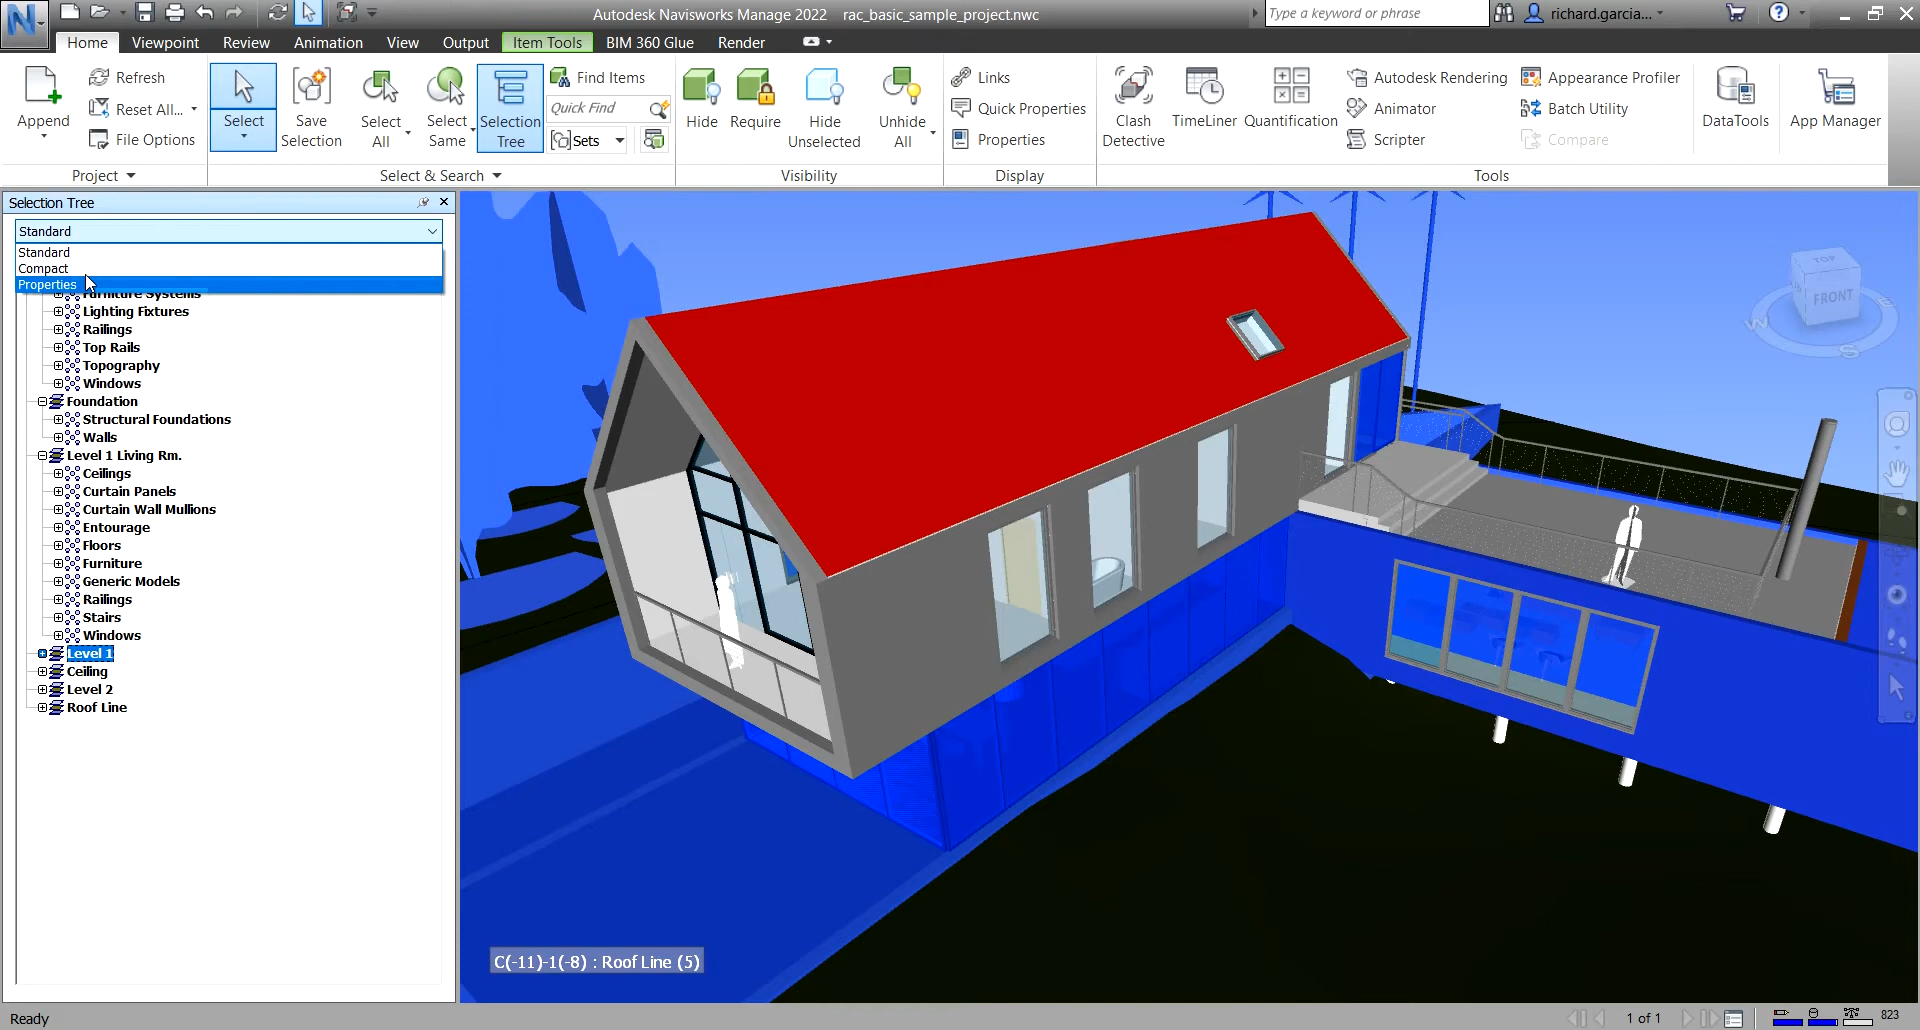 Autodesk Navisworks Manage 2022 rac_basic_sample_project.nwc
Type a keyword or phrase
richard.garcia...
Home Viewpoint Review Animation View Output Item Tools BIM 360 Glue Render
Append
Refresh
Reset All...
File Options
Project
Select
Save Selection
Select All
Select Same
Selection Tree
Find Items
Quick Find
Sets
Select & Search
Hide
Require
Hide Unselected
Unhide All
Visibility
Links
Quick Properties
Properties
Display
Clash Detective
TimeLiner
Quantification
Autodesk Rendering
Animator
Scripter
Appearance Profiler
Batch Utility
Compare
DataTools
App Manager
Tools
Selection Tree
Standard
Standard
Compact
Properties
Furniture Systems
Lighting Fixtures
Railings
Top Rails
Topography
Windows
Foundation
Structural Foundations
Walls
Level 1 Living Rm.
Ceilings
Curtain Panels
Curtain Wall Mullions
Entourage
Floors
Furniture
Generic Models
Railings
Stairs
Windows
Level 1
Ceiling
Level 2
Roof Line
TOP
FRONT
W
S
C(-11)-1(-8) : Roof Line (5)
Ready
1 of 1
823